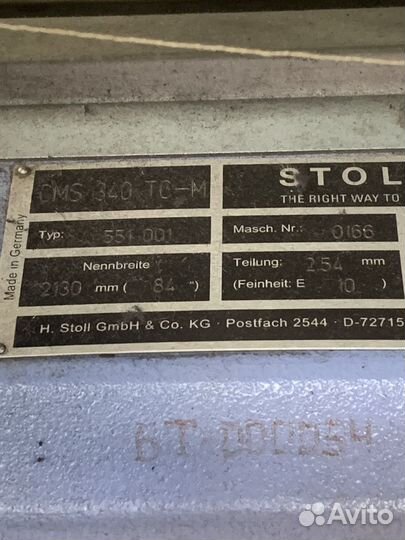 CMS 340 TC-M
STOL
THE RIGHT WAY TO
Made in Germany
Typ: 551 001
Masch. Nr.: 0166
Nennbreite
2130 mm ( 84 ")
Teilung: 2.54 mm
(Feinheit: E 10 )
H. Stoll GmbH & Co. KG · Postfach 2544 · D-72715
Avito